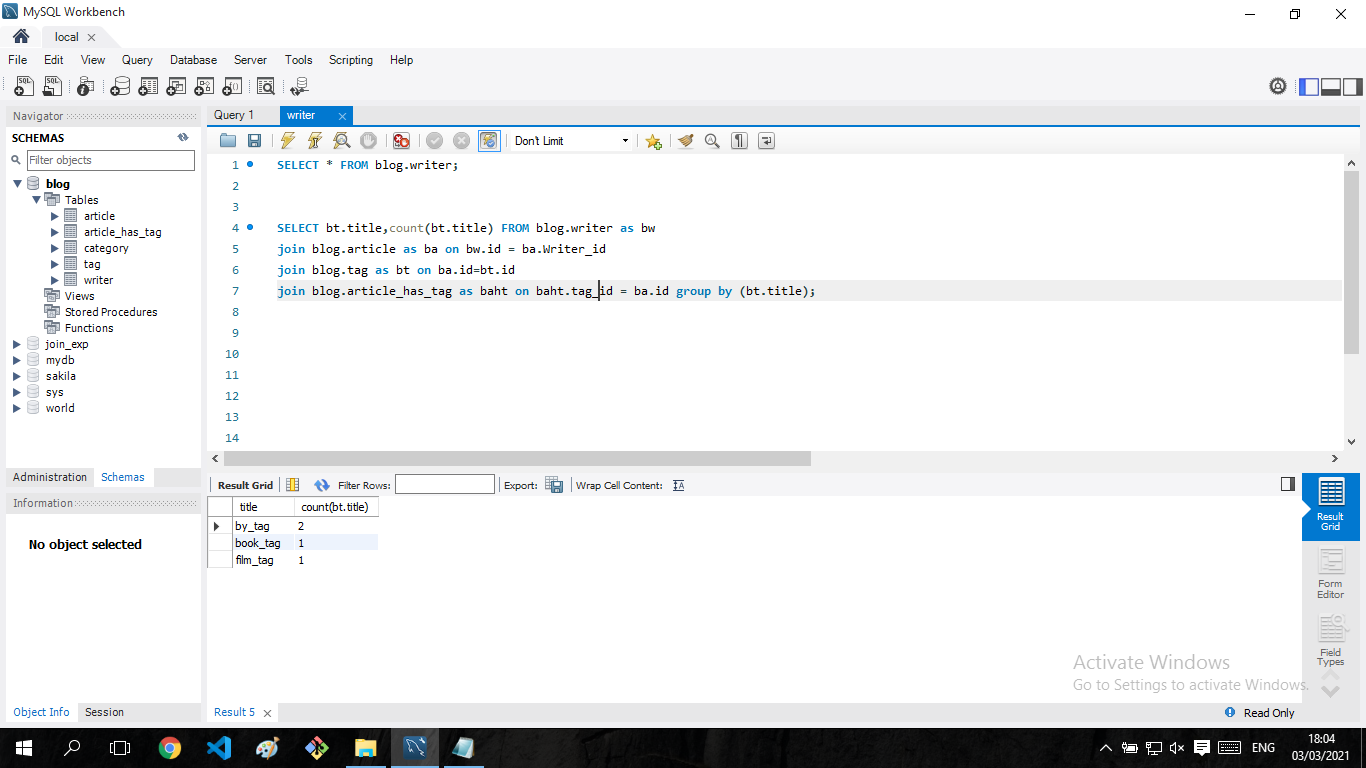 MySQL Workbench
local
File Edit View Query Database Server Tools Scripting Help
Navigator
SCHEMAS
Filter objects
blog
Tables
article
article_has_tag
category
tag
writer
Views
Stored Procedures
Functions
join_exp
mydb
sakila
sys
world
Administration Schemas
Information
No object selected
Object Info Session
Query 1 writer
Don't Limit
1 SELECT * FROM blog.writer;
2
3
4 SELECT bt.title,count(bt.title) FROM blog.writer as bw
5 join blog.article as ba on bw.id = ba.Writer_id
6 join blog.tag as bt on ba.id=bt.id
7 join blog.article_has_tag as baht on baht.tag_id = ba.id group by (bt.title);
8
9
10
11
12
13
14
Result Grid Filter Rows: Export: Wrap Cell Content:
title count(bt.title)
by_tag 2
book_tag 1
film_tag 1
Result
Grid
Form
Editor
Field
Types
Activate Windows
Go to Settings to activate Windows.
Result 5 Read Only
ENG
18:04
03/03/2021